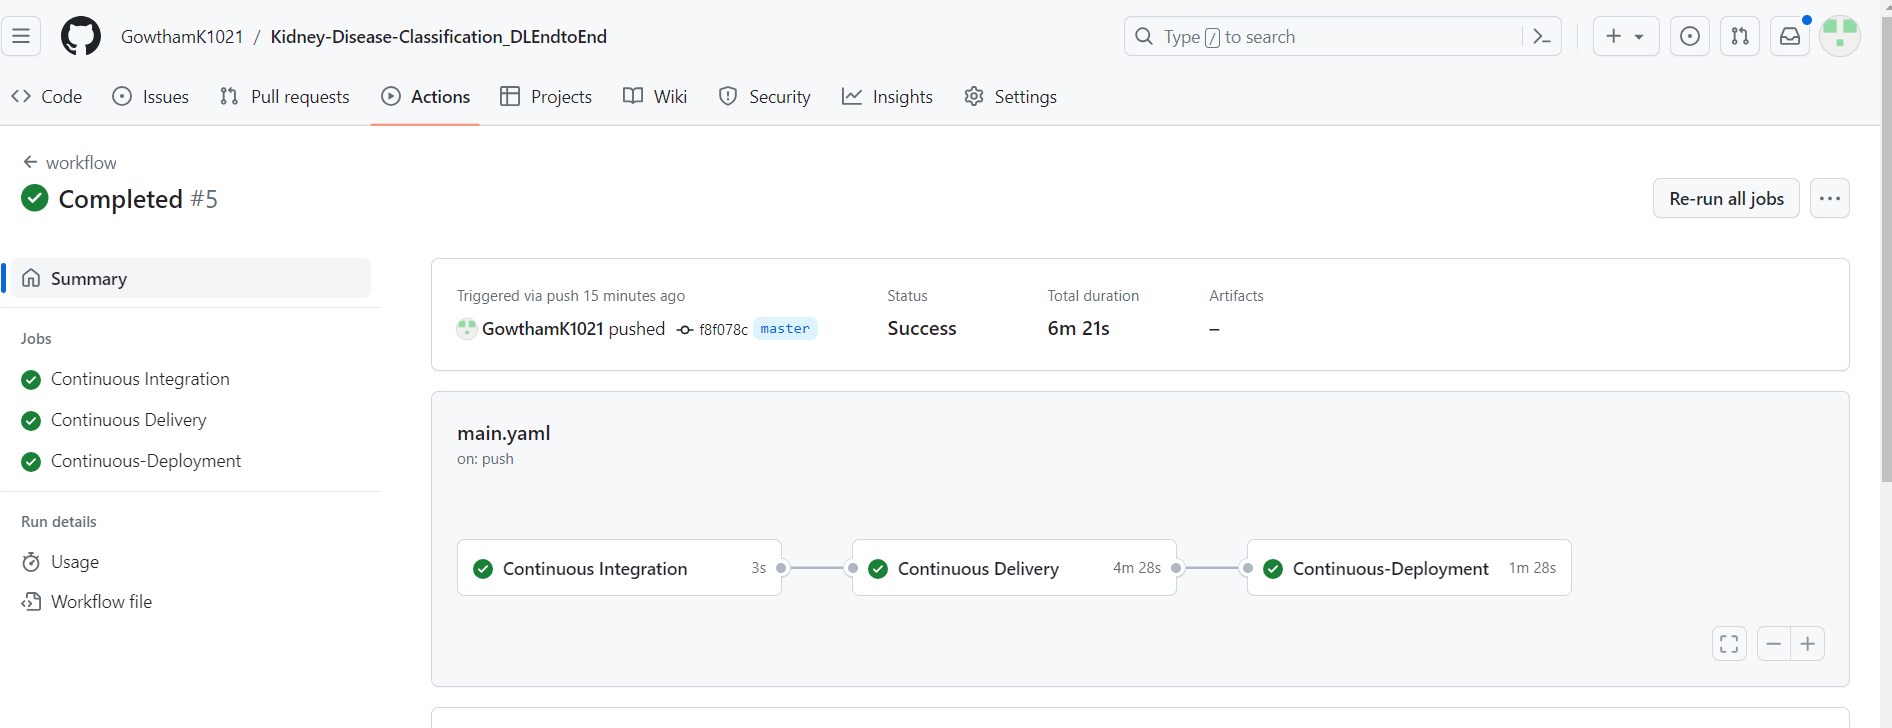 GowthamK1021 / Kidney-Disease-Classification_DLEndtoEnd
Type / to search
Code Issues Pull requests Actions Projects Wiki Security Insights Settings
workflow
Completed #5
Re-run all jobs
Summary
Jobs
Continuous Integration
Continuous Delivery
Continuous-Deployment
Run details
Usage
Workflow file
Triggered via push 15 minutes ago
GowthamK1021 pushed f8f078c master
Status
Success
Total duration
6m 21s
Artifacts
–
main.yaml
on: push
Continuous Integration 3s
Continuous Delivery 4m 28s
Continuous-Deployment 1m 28s